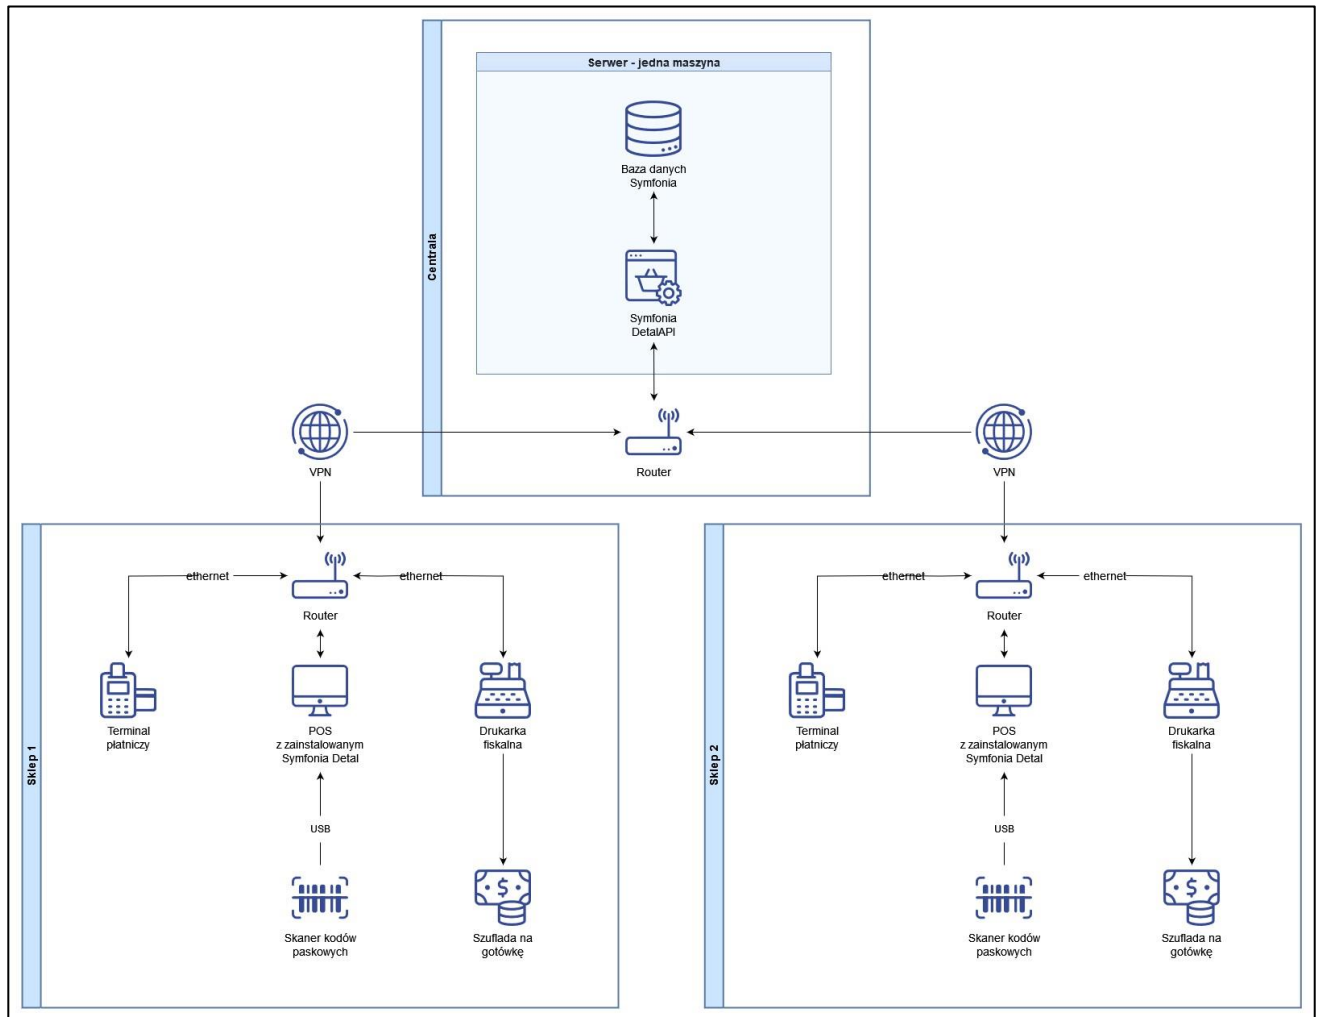 Serwer - jedna maszyna
Baza danych
Symfonia
Centrala
Symfonia
DetalAPI
Router
VPN
VPN
Sklep 1
ethernet
ethernet
Router
Terminal
płatniczy
POS
z zainstalowanym
Symfonia Detal
Drukarka
fiskalna
USB
Skaner kodów
paskowych
Szuflada na
gotówkę
Sklep 2
ethernet
ethernet
Router
Terminal
płatniczy
POS
z zainstalowanym
Symfonia Detal
Drukarka
fiskalna
USB
Skaner kodów
paskowych
Szuflada na
gotówkę